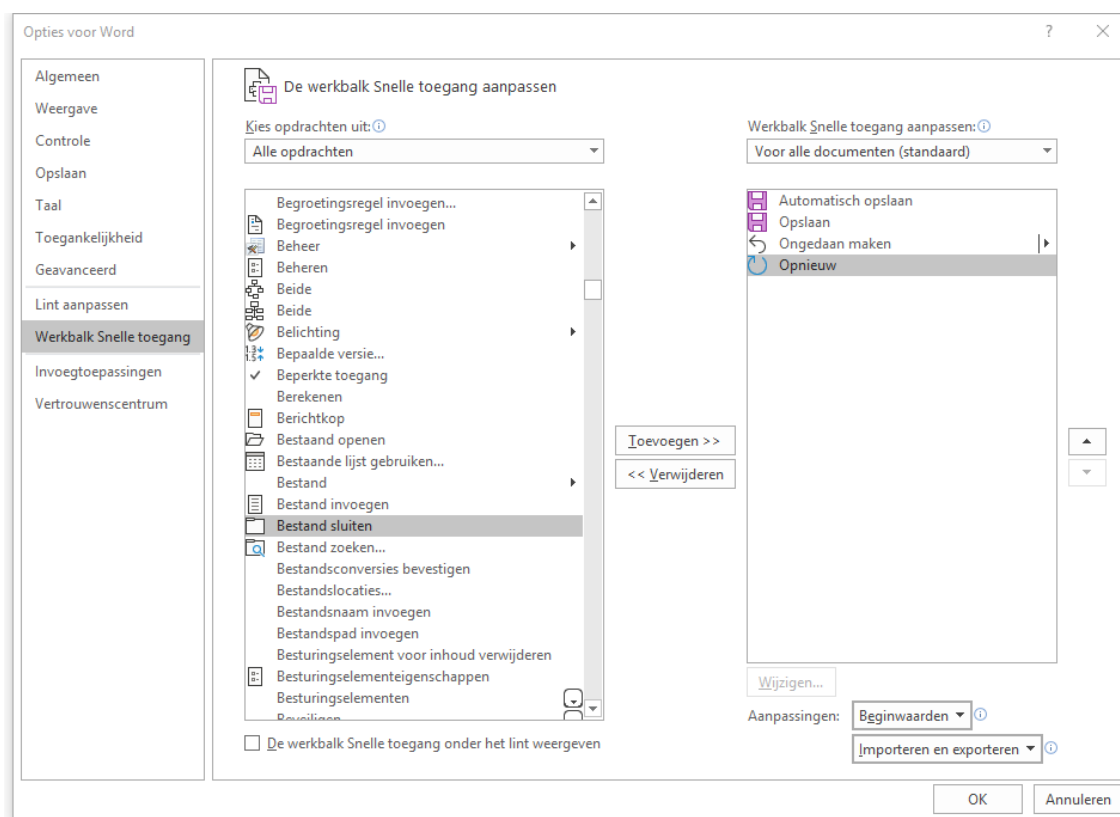 Opties voor Word
?
Algemeen
Weergave
Controle
Opslaan
Taal
Toegankelijkheid
Geavanceerd
Lint aanpassen
Werkbalk Snelle toegang
Invoegtoepassingen
Vertrouwenscentrum
De werkbalk Snelle toegang aanpassen
Kies opdrachten uit:
Alle opdrachten
Begroetingsregel invoegen...
Begroetingsregel invoegen
Beheer
Beheren
Beide
Beide
Belichting
Bepaalde versie...
Beperkte toegang
Berekenen
Berichtkop
Bestaand openen
Bestaande lijst gebruiken...
Bestand
Bestand invoegen
Bestand sluiten
Bestand zoeken...
Bestandsconversies bevestigen
Bestandslocaties...
Bestandsnaam invoegen
Bestandspad invoegen
Besturingselement voor inhoud verwijderen
Besturingselementeigenschappen
Besturingselementen
Beveiligen
De werkbalk Snelle toegang onder het lint weergeven
Toevoegen >>
<< Verwijderen
Werkbalk Snelle toegang aanpassen:
Voor alle documenten (standaard)
Automatisch opslaan
Opslaan
Ongedaan maken
Opnieuw
Wijzigen...
Aanpassingen: Beginwaarden
Importeren en exporteren
OK
Annuleren